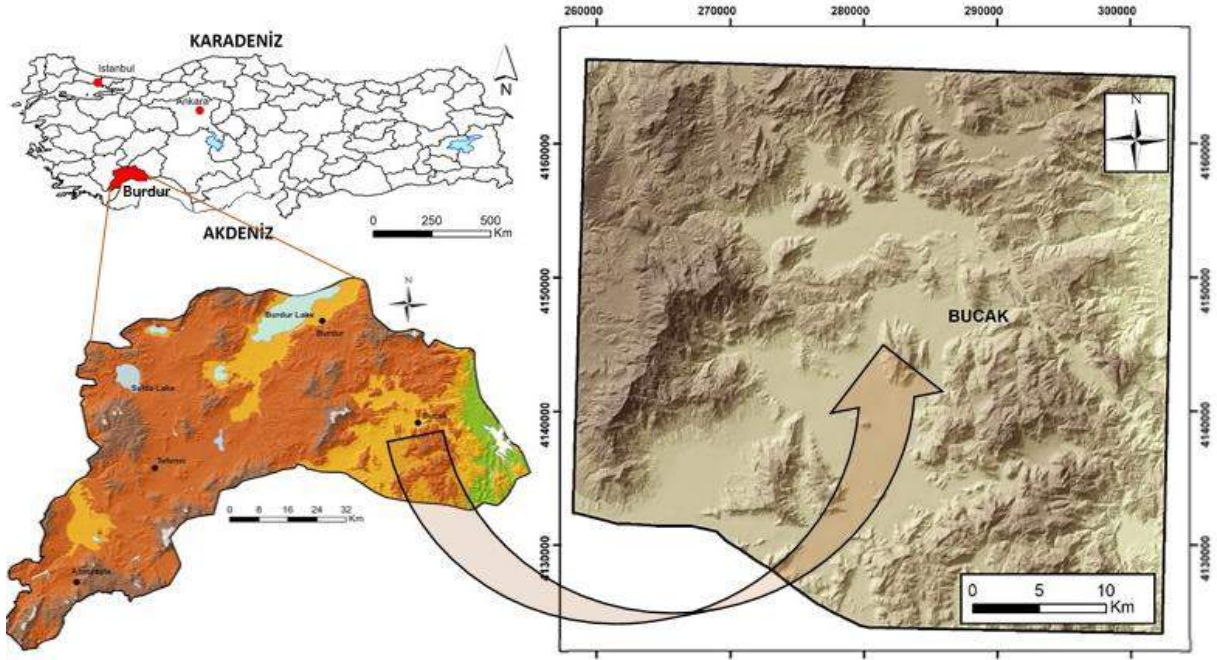 KARADENİZ
Istanbul
Ankara
N
Burdur
AKDENİZ
0 250 500
Km
N
Burdur Lake
Burdur
Salda Lake
Bucak
Tefenni
0 8 16 24 32
Km
260000 270000 280000 290000 300000
N
4160000
4150000
4140000
4130000
4160000
4150000
4140000
4130000
BUCAK
0 5 10
Km